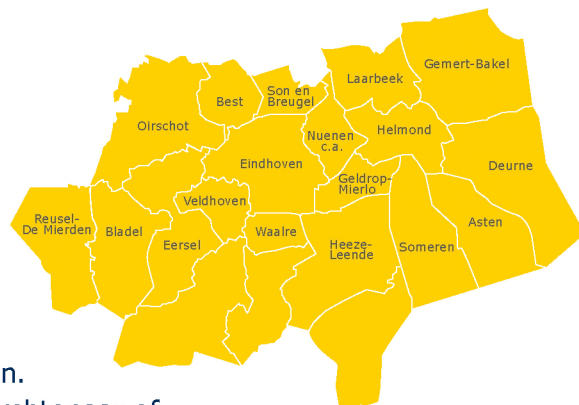 Gemert-Bakel
Laarbeek
Son en
Breugel
Best
Oirschot
Nuenen
c.a.
Helmond
Eindhoven
Deurne
Geldrop-
Mierlo
Veldhoven
Reusel-
De Mierden
Bladel
Eersel
Waalre
Heeze-
Leende
Someren
Asten
n.